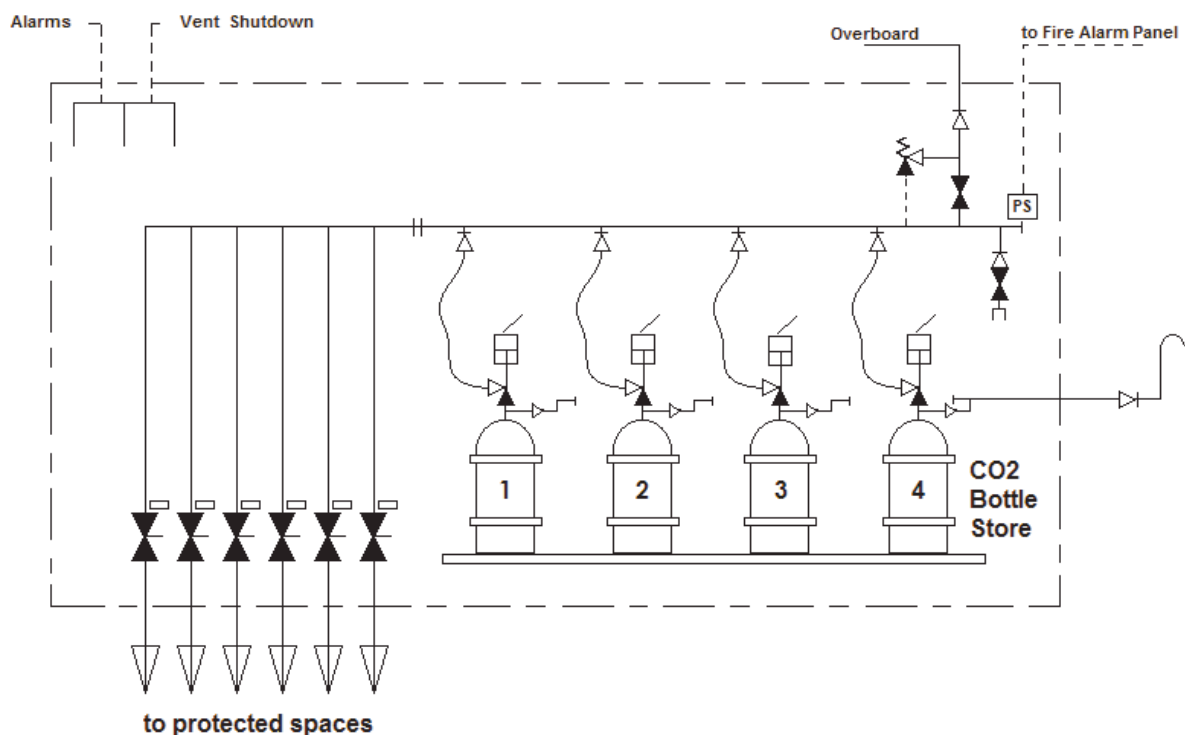 Alarms
Vent Shutdown
Overboard
to Fire Alarm Panel
PS
1
2
3
4
CO2
Bottle
Store
to protected spaces